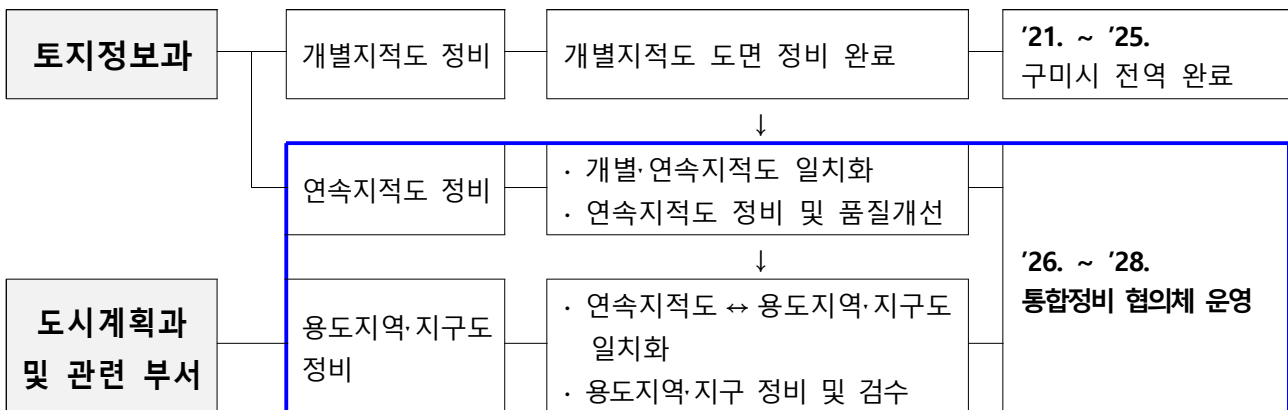 토지정보과
개별지적도 정비
개별지적도 도면 정비 완료
'21. ~ '25.
구미시 전역 완료
↓
연속지적도 정비
· 개별·연속지적도 일치화
· 연속지적도 정비 및 품질개선
'26. ~ '28.
통합정비 협의체 운영
↓
도시계획과
및 관련 부서
용도지역·지구도
정비
· 연속지적도 ↔ 용도지역·지구도
일치화
· 용도지역·지구 정비 및 검수